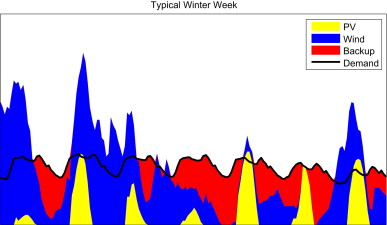 Typical Winter Week
PV
Wind
Backup
Demand